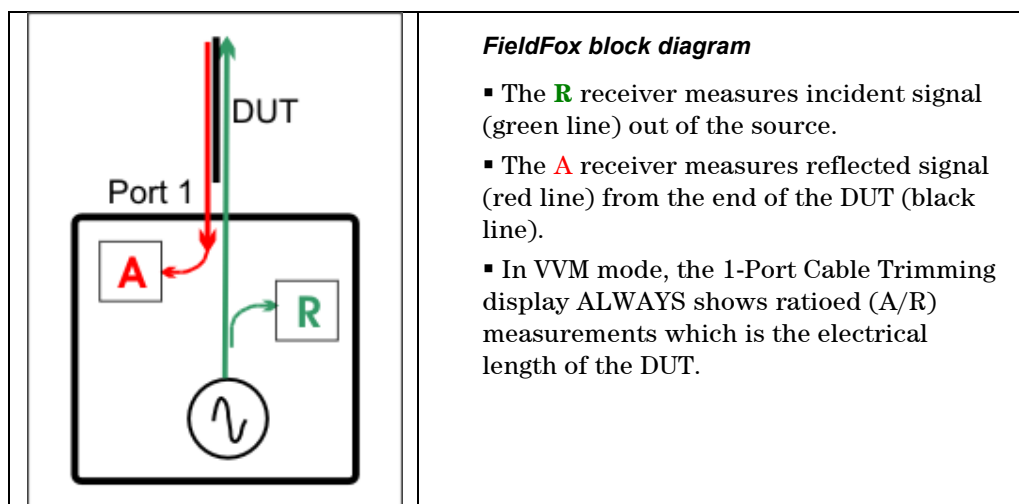 DUT
Port 1
A
R
FieldFox block diagram
▪ The R receiver measures incident signal
(green line) out of the source.
▪ The A receiver measures reflected signal
(red line) from the end of the DUT (black
line).
▪ In VVM mode, the 1-Port Cable Trimming
display ALWAYS shows ratioed (A/R)
measurements which is the electrical
length of the DUT.